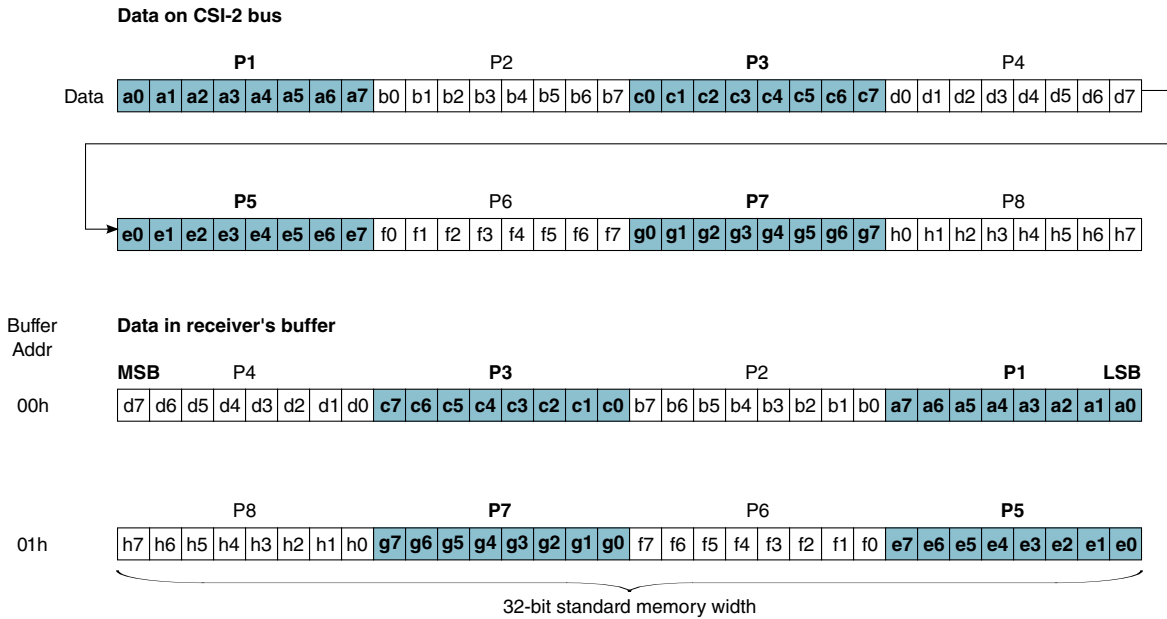 Data on CSI-2 bus
P1 P2 P3 P4
Data a0 a1 a2 a3 a4 a5 a6 a7 b0 b1 b2 b3 b4 b5 b6 b7 c0 c1 c2 c3 c4 c5 c6 c7 d0 d1 d2 d3 d4 d5 d6 d7
P5 P6 P7 P8
e0 e1 e2 e3 e4 e5 e6 e7 f0 f1 f2 f3 f4 f5 f6 f7 g0 g1 g2 g3 g4 g5 g6 g7 h0 h1 h2 h3 h4 h5 h6 h7
Buffer
Addr
Data in receiver's buffer
MSB P4 P3 P2 P1 LSB
00h d7 d6 d5 d4 d3 d2 d1 d0 c7 c6 c5 c4 c3 c2 c1 c0 b7 b6 b5 b4 b3 b2 b1 b0 a7 a6 a5 a4 a3 a2 a1 a0
P8 P7 P6 P5
01h h7 h6 h5 h4 h3 h2 h1 h0 g7 g6 g5 g4 g3 g2 g1 g0 f7 f6 f5 f4 f3 f2 f1 f0 e7 e6 e5 e4 e3 e2 e1 e0
32-bit standard memory width